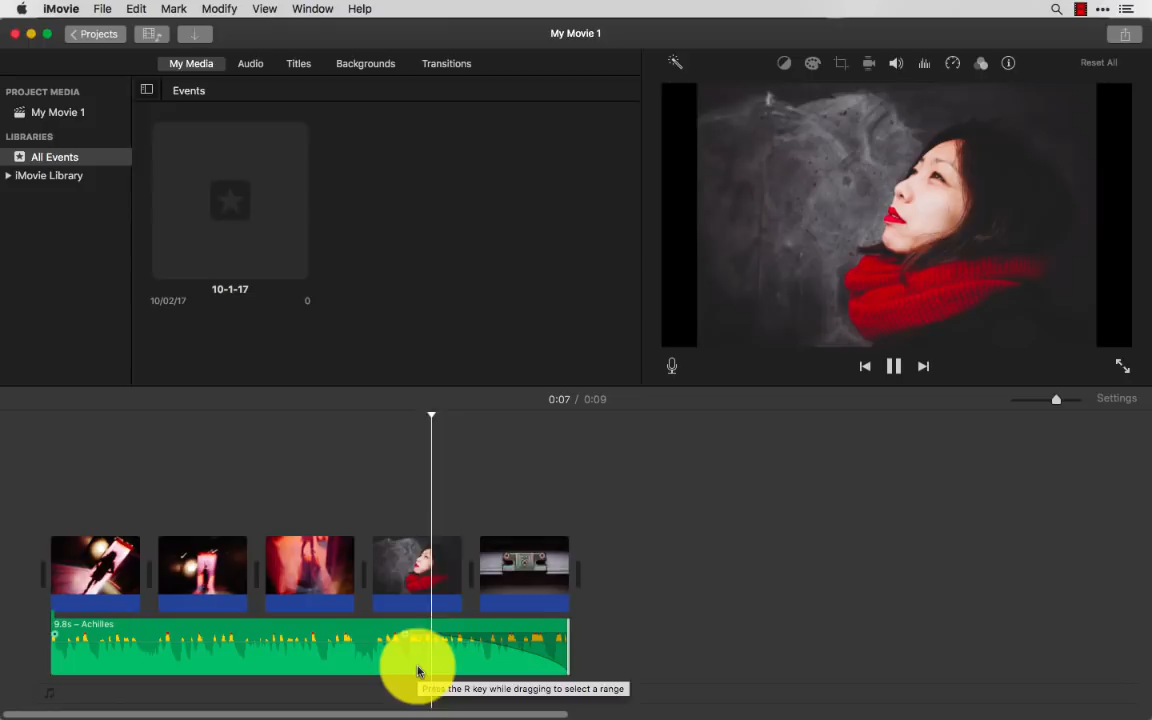 iMovie File Edit Mark Modify View Window Help
Projects
My Movie 1
My Media Audio Titles Backgrounds Transitions
Reset All
PROJECT MEDIA
My Movie 1
LIBRARIES
All Events
iMovie Library
Events
10-1-17
10/02/17 0
0:07 / 0:09
Settings
9.8s – Achilles
Press the R key while dragging to select a range